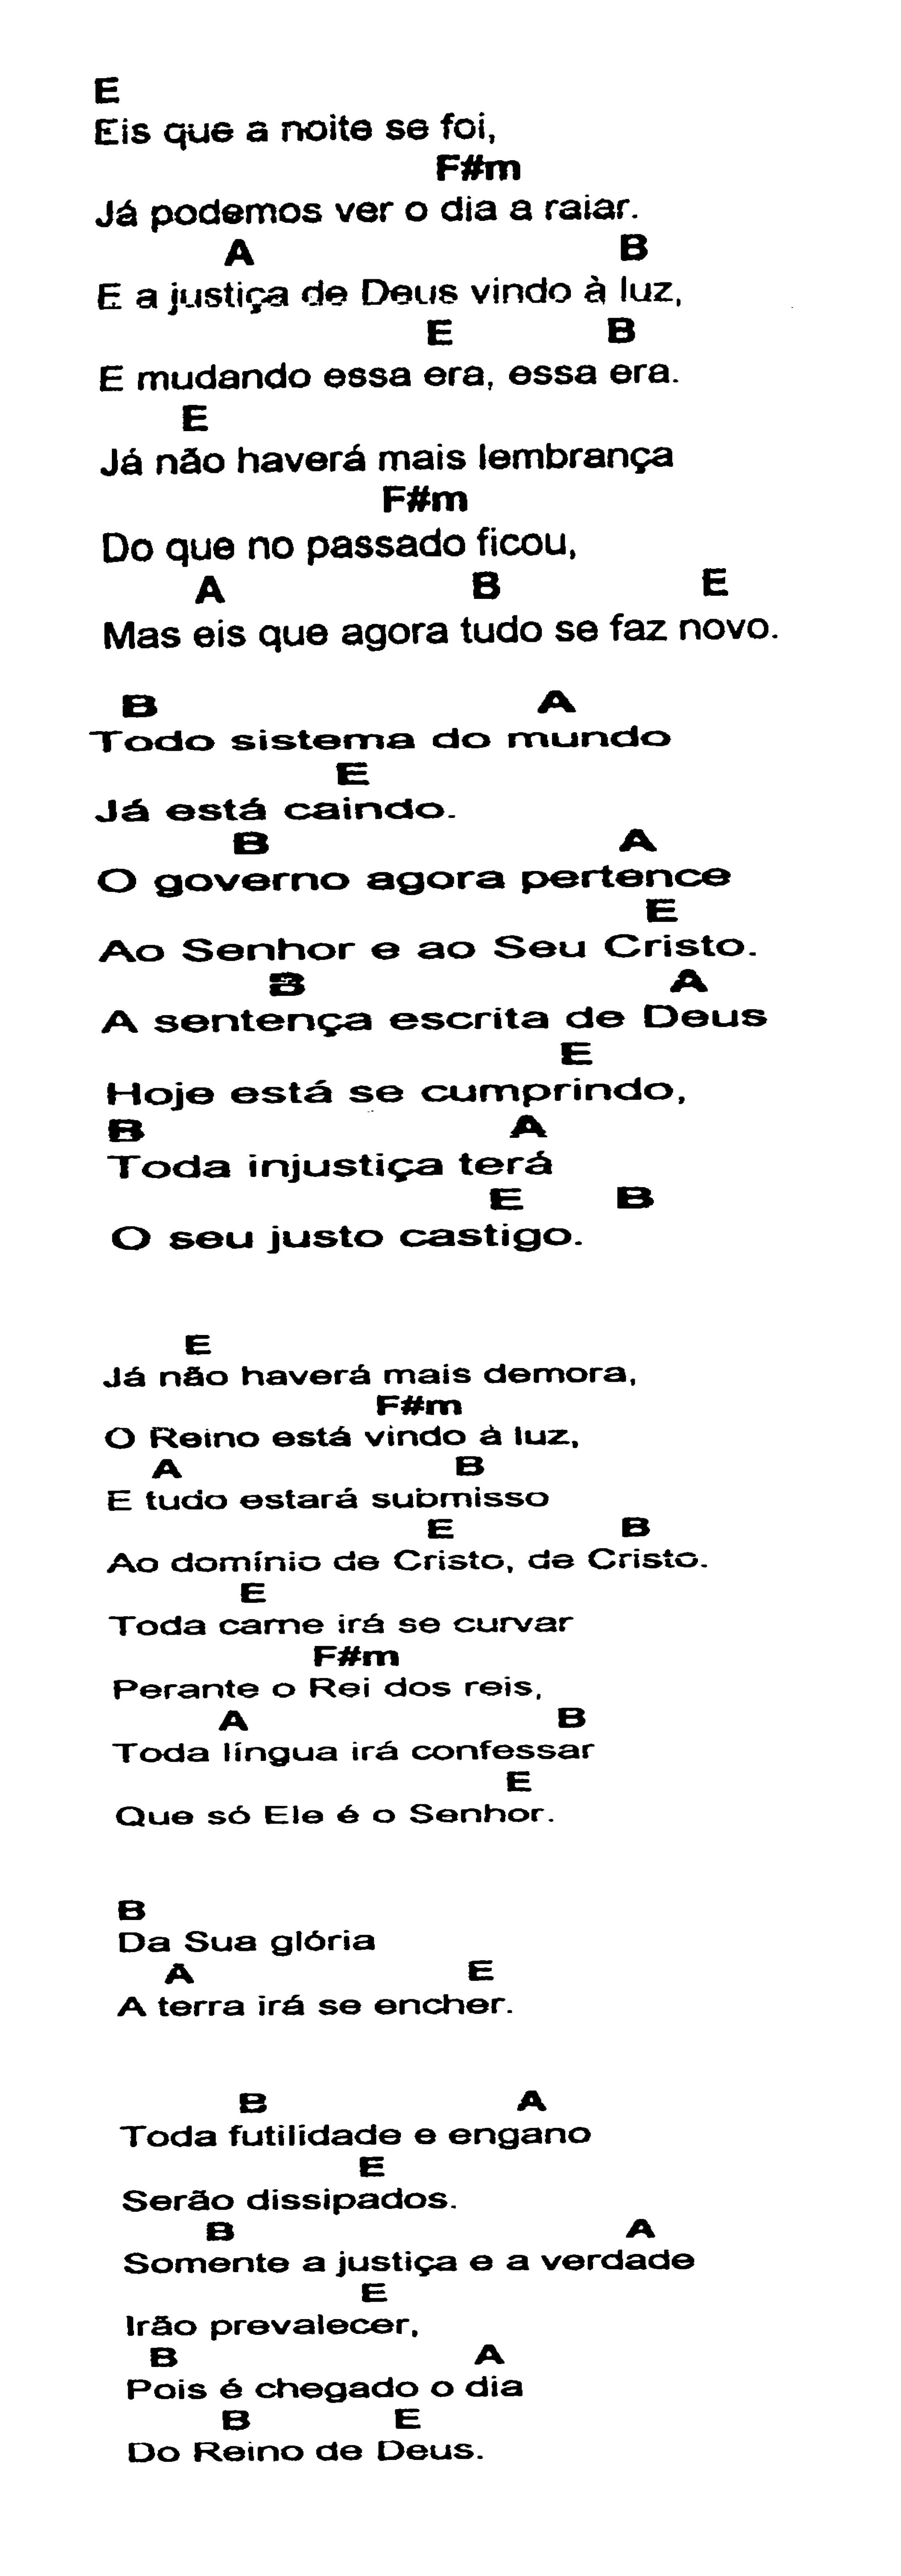 E
Eis que a noite se foi,
F#m
Já podemos ver o dia a raiar.
A B
E a justiça de Deus vindo à luz,
E B
E mudando essa era, essa era.
E
Já não haverá mais lembrança
F#m
Do que no passado ficou,
A B E
Mas eis que agora tudo se faz novo.
B A
Todo sistema do mundo
E
Já está caindo.
B A
O governo agora pertence
E
Ao Senhor e ao Seu Cristo.
B A
A sentença escrita de Deus
E
Hoje está se cumprindo,
B A
Toda injustiça terá
E B
O seu justo castigo.
E
Já não haverá mais demora,
F#m
O Reino está vindo à luz,
A B
E tudo estará submisso
E B
Ao domínio de Cristo, de Cristo.
E
Toda carne irá se curvar
F#m
Perante o Rei dos reis,
A B
Toda língua irá confessar
E
Que só Ele é o Senhor.
B
Da Sua glória
A E
A terra irá se encher.
B A
Toda futilidade e engano
E
Serão dissipados.
B A
Somente a justiça e a verdade
E
Irão prevalecer,
B A
Pois é chegado o dia
B E
Do Reino de Deus.